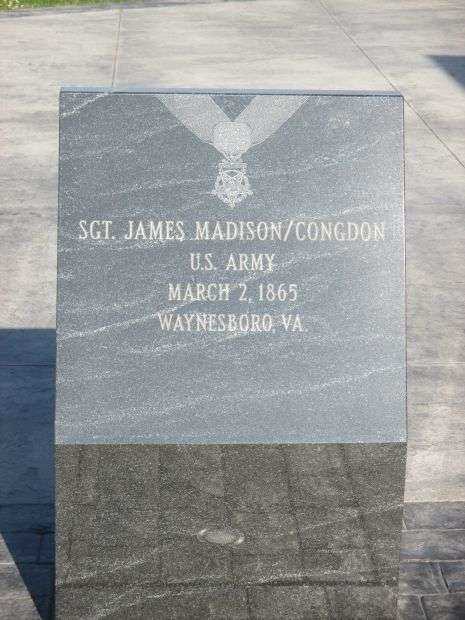 SGT. JAMES MADISON/CONGDON
U.S. ARMY
MARCH 2, 1865
WAYNESBORO, VA.